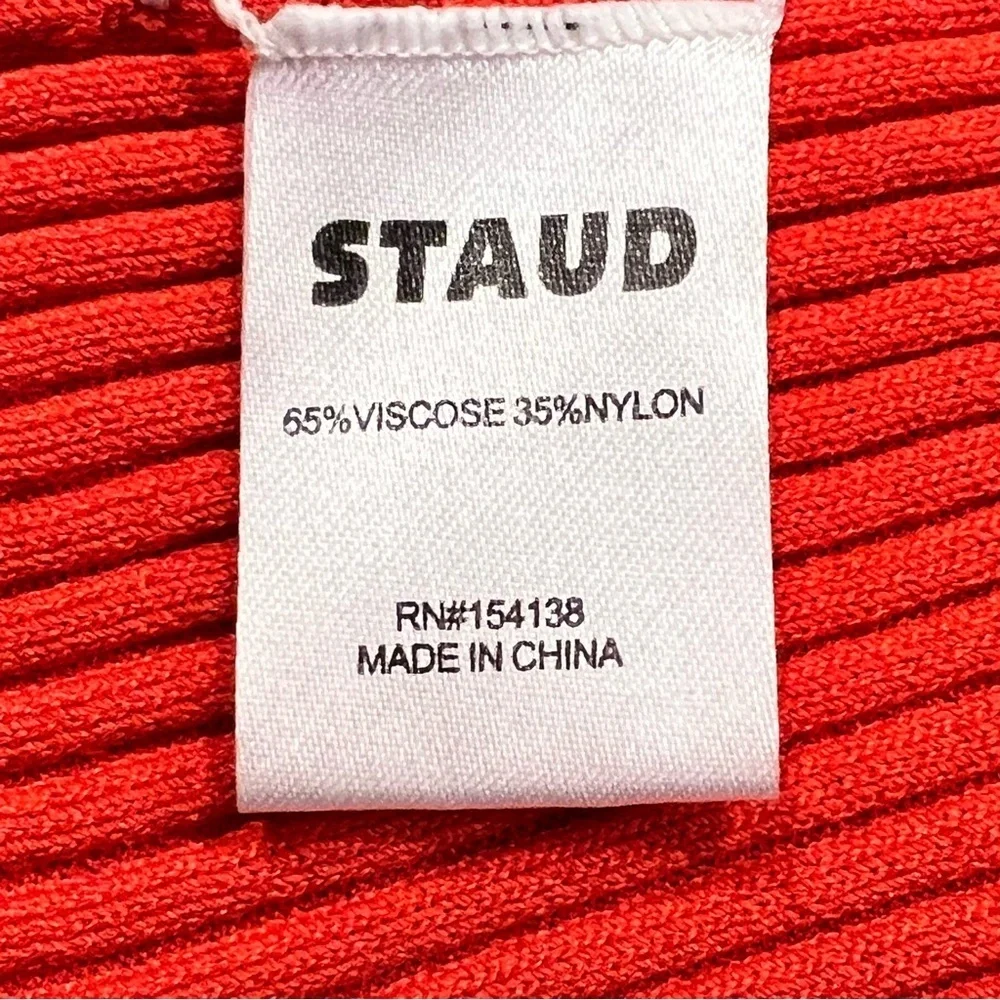 STAUD
65%VISCOSE 35%NYLON
RN#154138
MADE IN CHINA